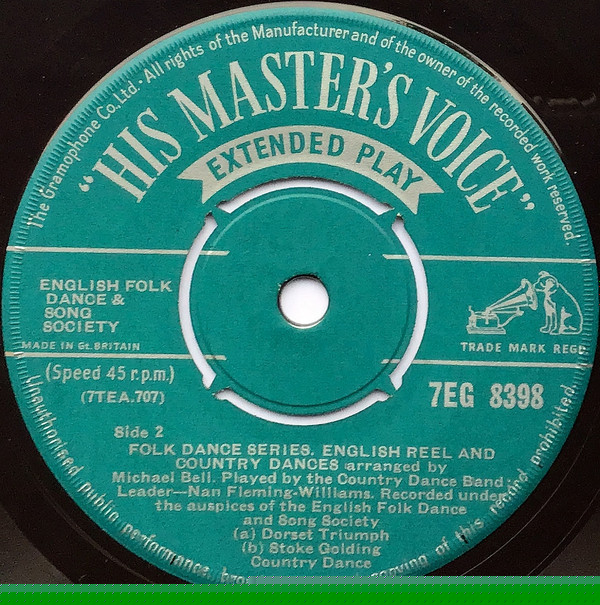 The Gramophone Co., Ltd. · All rights of the Manufacturer and of the owner of the recorded work reserved.
"HIS MASTER'S VOICE"
EXTENDED PLAY
ENGLISH FOLK
DANCE &
SONG
SOCIETY
MADE IN Gt. BRITAIN
TRADE MARK REGD
(Speed 45 r.p.m.)
(7TEA.707)
7EG 8398
Side 2
FOLK DANCE SERIES. ENGLISH REEL AND
COUNTRY DANCES arranged by
Michael Bell. Played by the Country Dance Band;
Leader—Nan Fleming-Williams. Recorded under
the auspices of the English Folk Dance
and Song Society
(a) Dorset Triumph
(b) Stoke Golding
Country Dance
Unauthorised public performance, copying of this record prohibited.